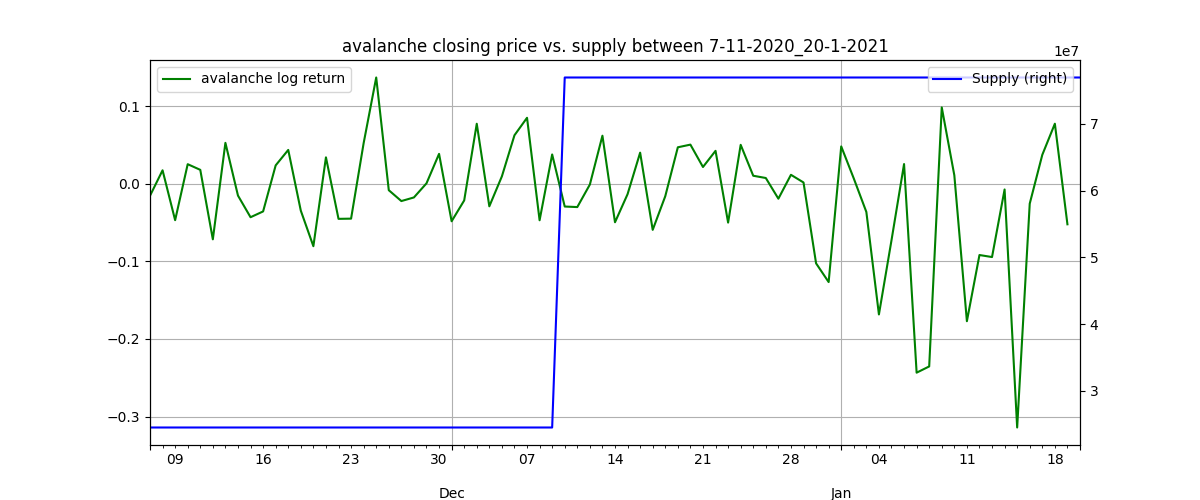 avalanche closing price vs. supply between 7-11-2020_20-1-2021
1e7
avalanche log return
Supply (right)
0.1
0.0
−0.1
−0.2
−0.3
7
6
5
4
3
09 16 23 30 07 14 21 28 04 11 18
Dec Jan